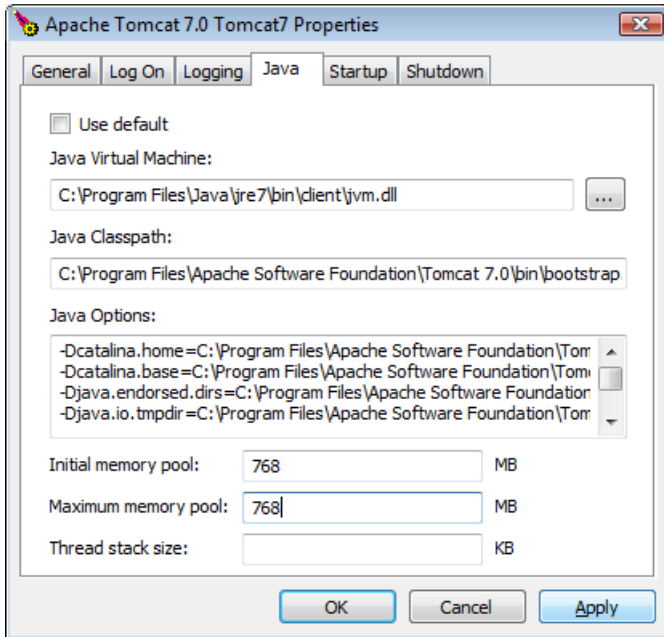 Apache Tomcat 7.0 Tomcat7 Properties
General Log On Logging Java Startup Shutdown
Use default
Java Virtual Machine:
C:\Program Files\Java\jre7\bin\client\jvm.dll ...
Java Classpath:
C:\Program Files\Apache Software Foundation\Tomcat 7.0\bin\bootstrap.
Java Options:
-Dcatalina.home=C:\Program Files\Apache Software Foundation\Tom
-Dcatalina.base=C:\Program Files\Apache Software Foundation\Tom
-Djava.endorsed.dirs=C:\Program Files\Apache Software Foundation
-Djava.io.tmpdir=C:\Program Files\Apache Software Foundation\Tom
Initial memory pool: 768 MB
Maximum memory pool: 768 MB
Thread stack size: KB
OK Cancel Apply